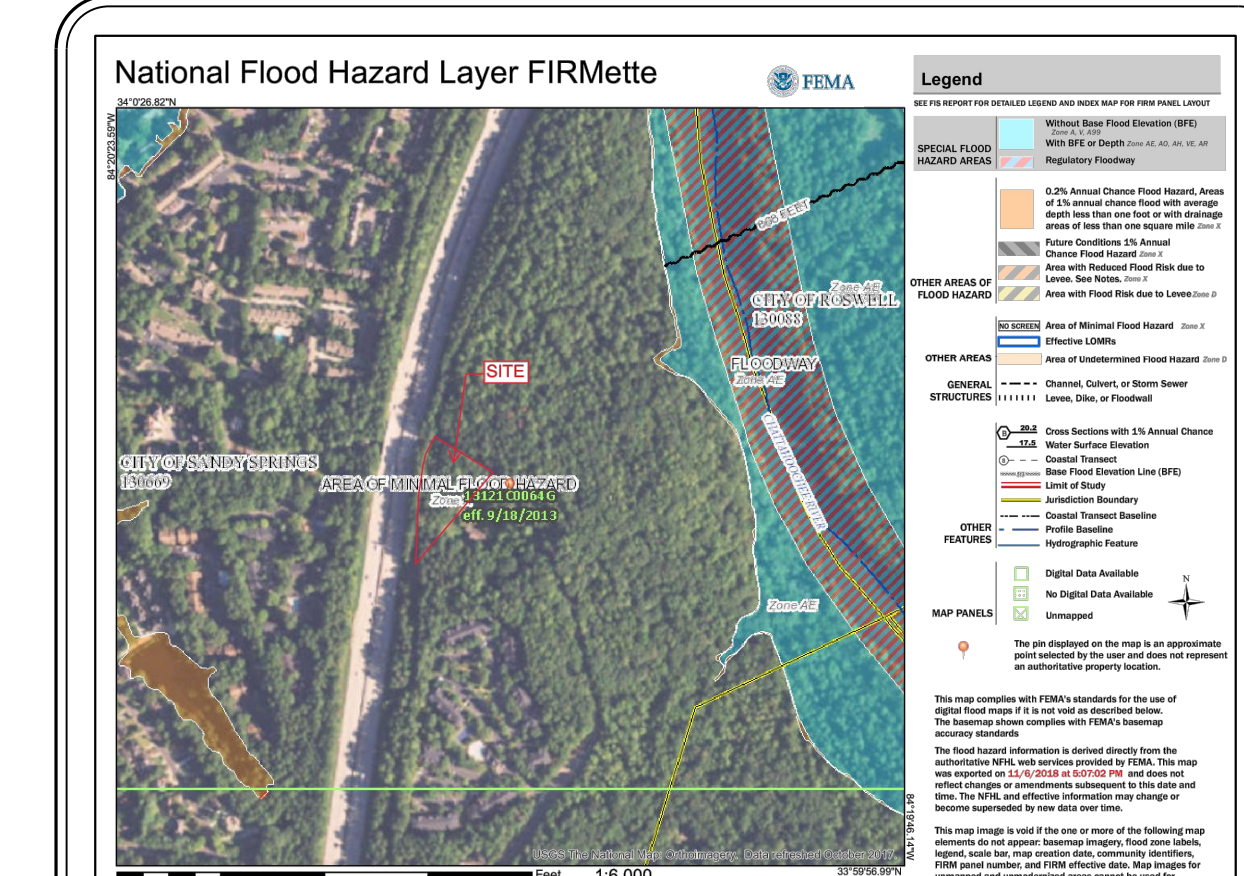 National Flood Hazard Layer FIRMette
FEMA
34°0'26.82"N
84°20'23.59"W
FEET
Zone AE
CITY OF ROSWELL
130088
FLOODWAY
Zone AE
SITE
CHATTAHOOCHEE RIVER
CITY OF SANDY SPRINGS
130669
AREA OF MINIMAL FLOOD HAZARD
Zone
13121C0064G
eff. 9/18/2013
Zone AE
84°19'46.14"W
USGS The National Map: Orthoimagery. Data refreshed October 2017.
Feet
1:6,000
33°59'56.99"N
Legend
SEE FIS REPORT FOR DETAILED LEGEND AND INDEX MAP FOR FIRM PANEL LAYOUT
SPECIAL FLOOD
HAZARD AREAS
Without Base Flood Elevation (BFE)
Zone A, V, A99
With BFE or Depth Zone AE, AO, AH, VE, AR
Regulatory Floodway
0.2% Annual Chance Flood Hazard, Areas
of 1% annual chance flood with average
depth less than one foot or with drainage
areas of less than one square mile Zone X
Future Conditions 1% Annual
Chance Flood Hazard Zone X
Area with Reduced Flood Risk due to
Levee. See Notes. Zone X
Area with Flood Risk due to Levee Zone D
OTHER AREAS OF
FLOOD HAZARD
NO SCREEN Area of Minimal Flood Hazard Zone X
Effective LOMRs
OTHER AREAS
Area of Undetermined Flood Hazard Zone D
GENERAL
STRUCTURES
Channel, Culvert, or Storm Sewer
Levee, Dike, or Floodwall
B 20.2 Cross Sections with 1% Annual Chance
17.5 Water Surface Elevation
8 Coastal Transect
Base Flood Elevation Line (BFE)
Limit of Study
Jurisdiction Boundary
Coastal Transect Baseline
OTHER
FEATURES
Profile Baseline
Hydrographic Feature
Digital Data Available
No Digital Data Available
Unmapped
MAP PANELS
N
The pin displayed on the map is an approximate
point selected by the user and does not represent
an authoritative property location.
This map complies with FEMA's standards for the use of
digital flood maps if it is not void as described below.
The basemap shown complies with FEMA's basemap
accuracy standards
The flood hazard information is derived directly from the
authoritative NFHL web services provided by FEMA. This map
was exported on 11/6/2018 at 5:07:02 PM and does not
reflect changes or amendments subsequent to this date and
time. The NFHL and effective information may change or
become superseded by new data over time.
This map image is void if the one or more of the following map
elements do not appear: basemap imagery, flood zone labels,
legend, scale bar, map creation date, community identifiers,
FIRM panel number, and FIRM effective date. Map images for
unmapped and unmodernized areas cannot be used for